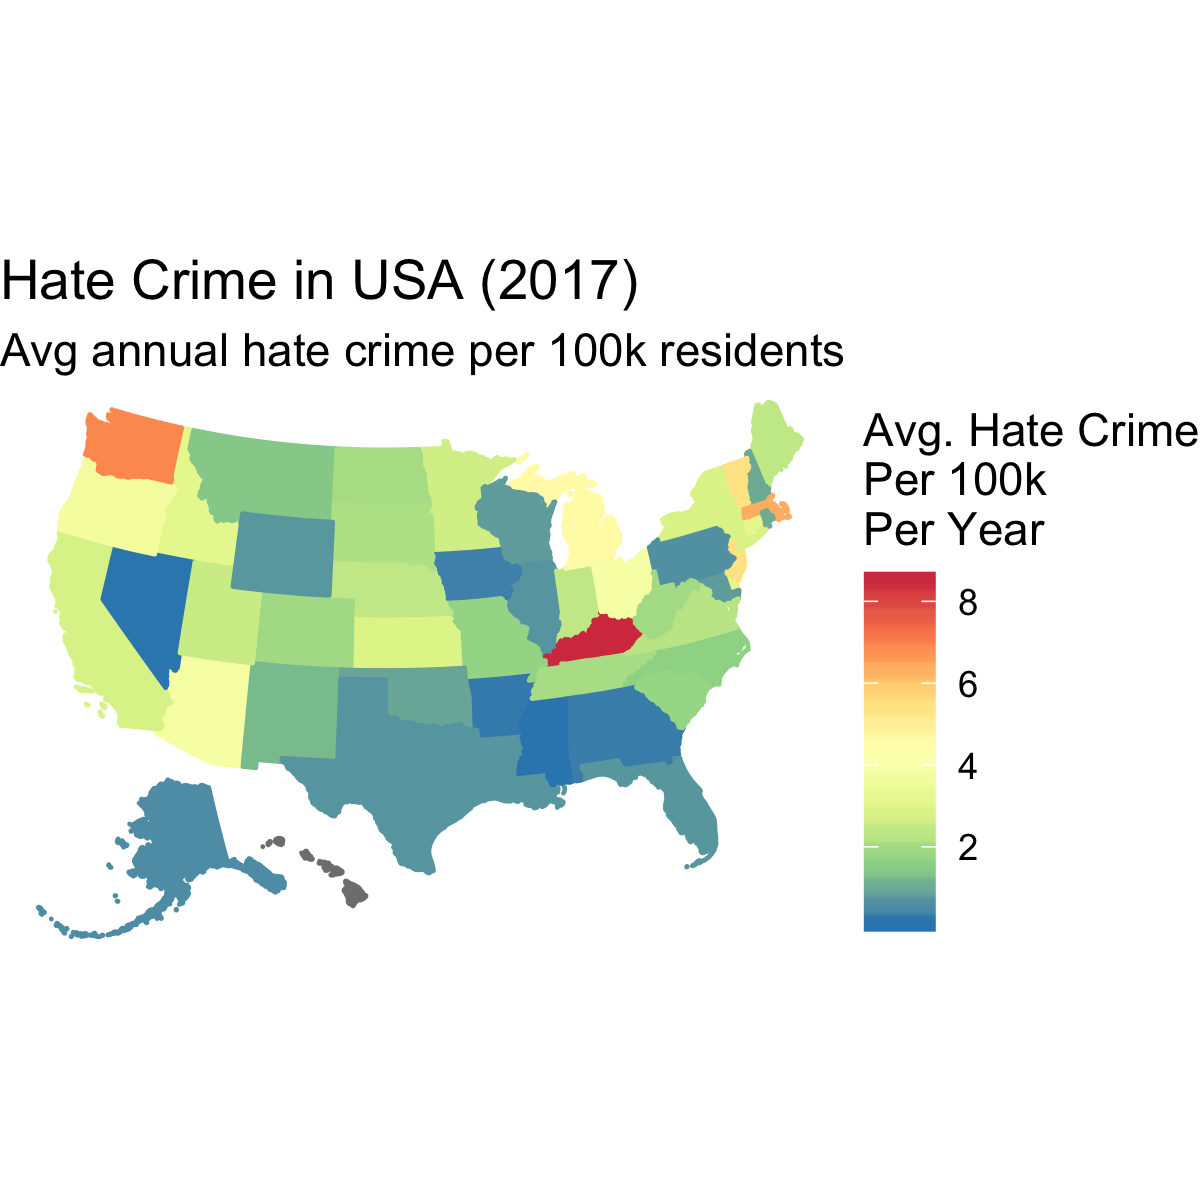 Hate Crime in USA (2017)
Avg annual hate crime per 100k residents
Avg. Hate Crime
Per 100k
Per Year
8
6
4
2